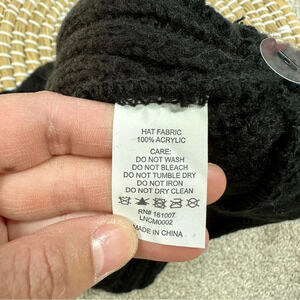 HAT FABRIC
100% ACRYLIC
CARE:
DO NOT WASH
DO NOT BLEACH
DO NOT TUMBLE DRY
DO NOT IRON
DO NOT DRY CLEAN
RN# 161007
LNCM0002
MADE IN CHINA